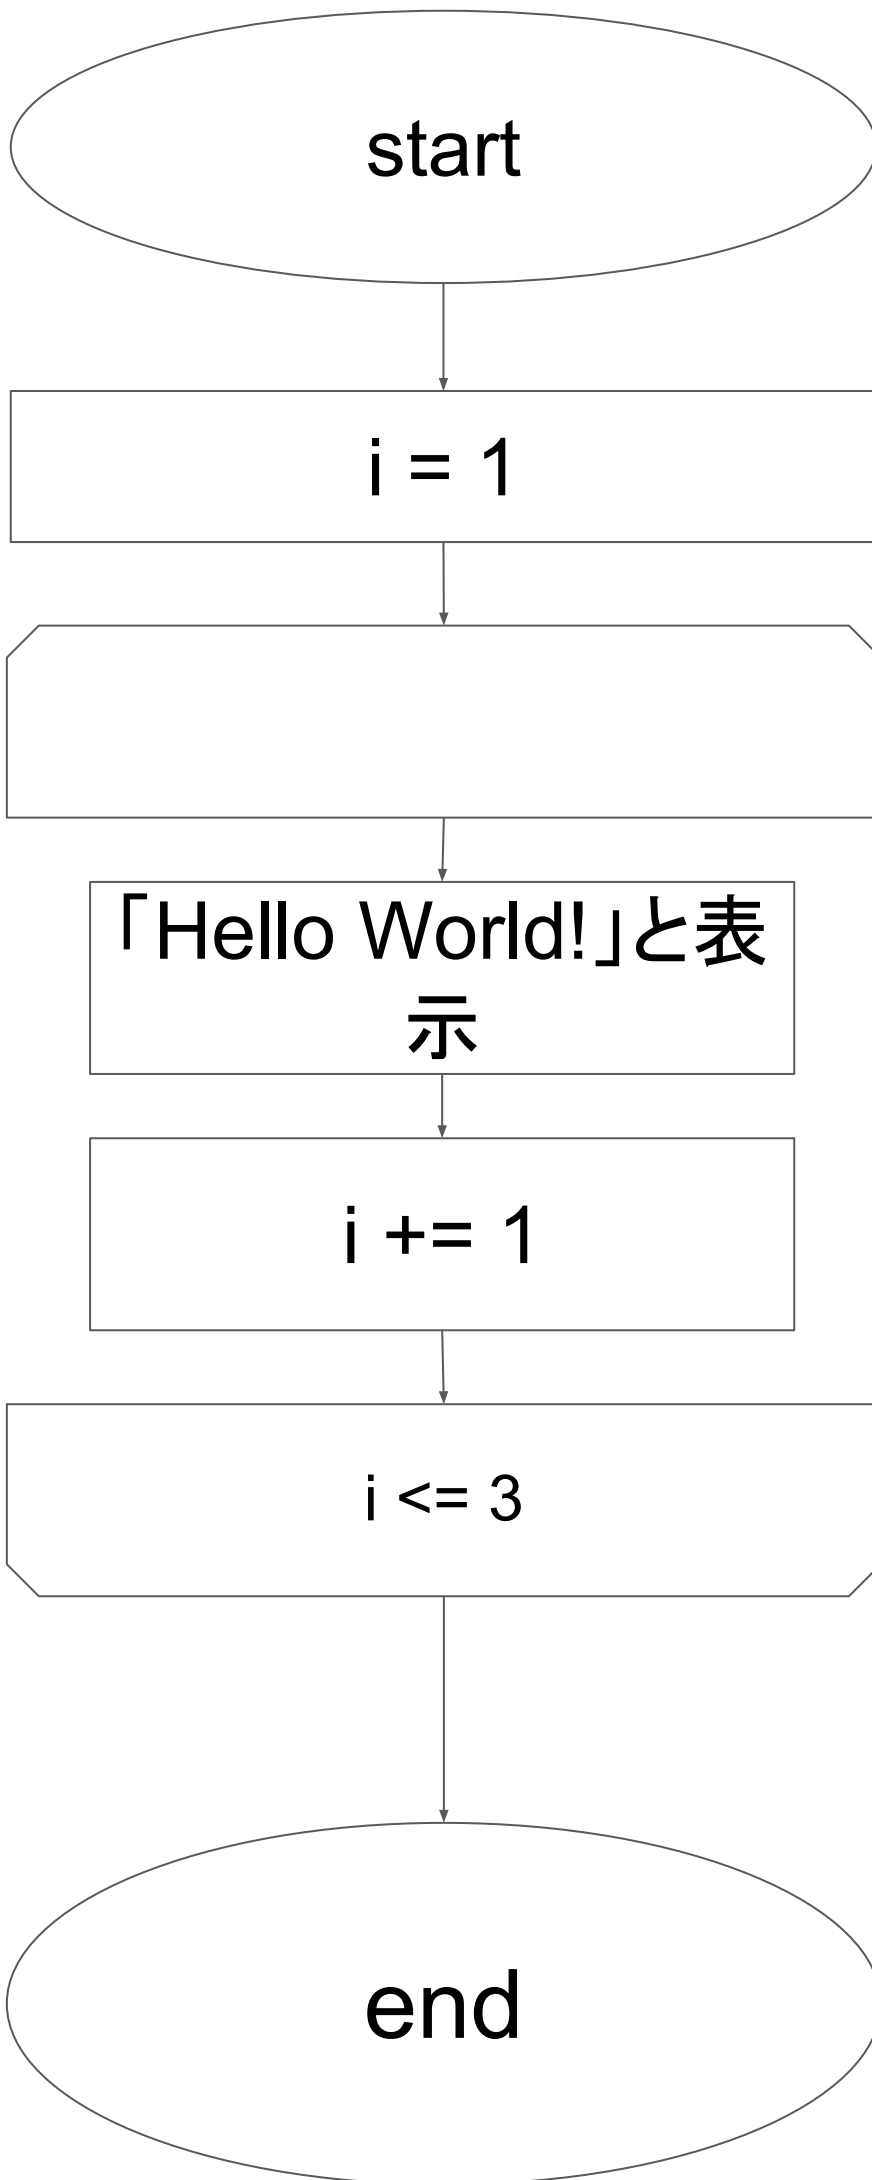 start
i = 1
「Hello World!」と表
示
i += 1
i <= 3
end